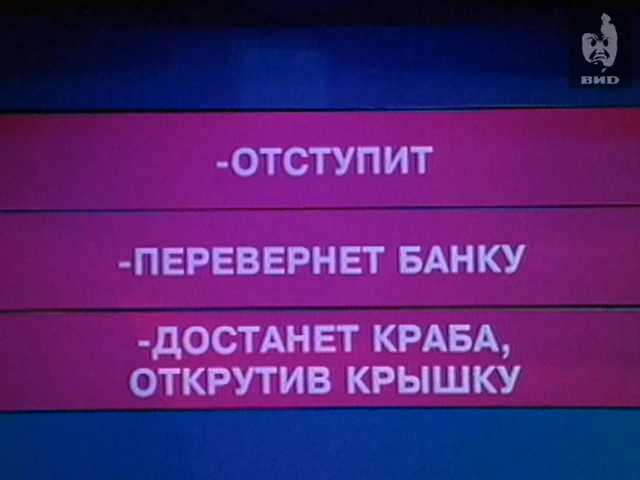 ВИD
-ОТСТУПИТ
-ПЕРЕВЕРНЕТ БАНКУ
-ДОСТАНЕТ КРАБА,
ОТКРУТИВ КРЫШКУ